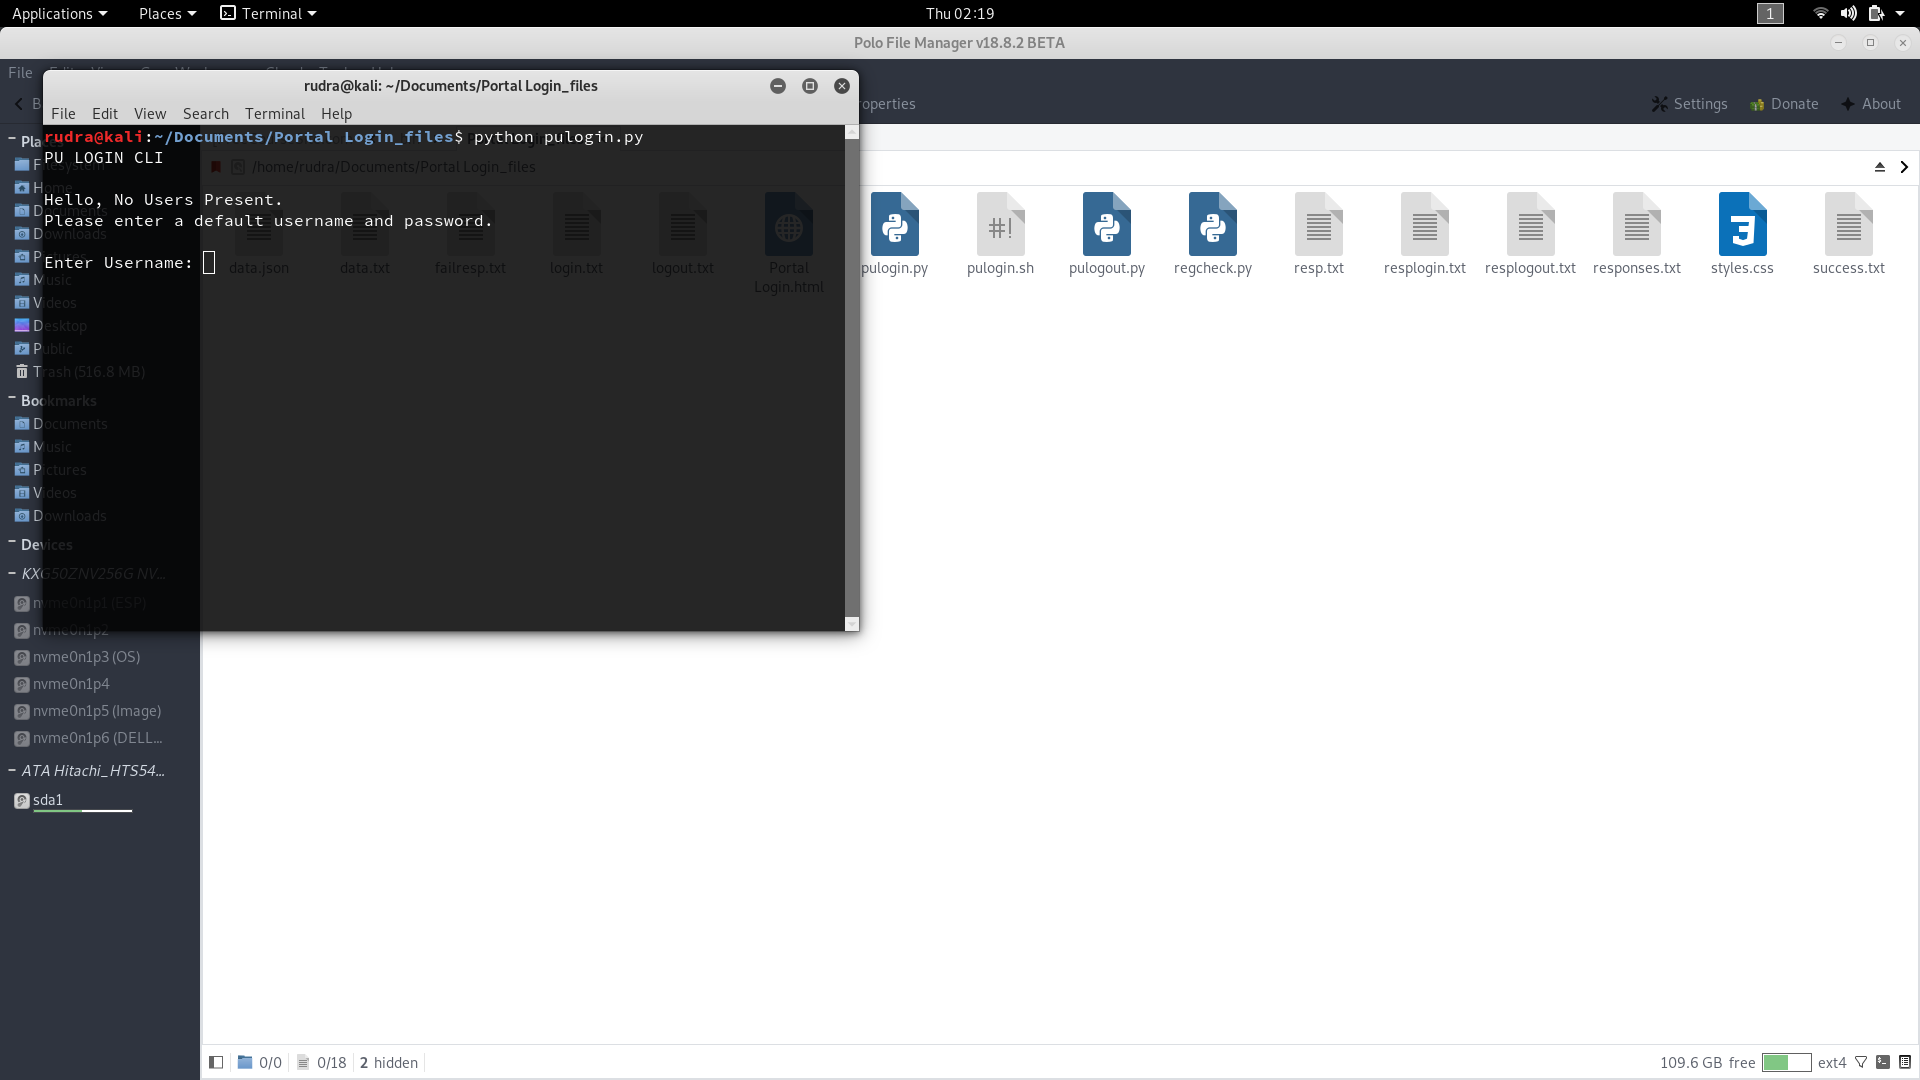 Applications Places Terminal Thu 02:19 1
Polo File Manager v18.8.2 BETA
File
rudra@kali: ~/Documents/Portal Login_files
Settings Donate About
File Edit View Search Terminal Help
rudra@kali:~/Documents/Portal Login_files$ python pulogin.py
PU LOGIN CLI
/home/rudra/Documents/Portal Login_files
Hello, No Users Present.
Please enter a default username and password.
Enter Username:
data.json data.txt failresp.txt login.txt logout.txt Portal Login.html pulogin.py pulogin.sh pulogout.py regcheck.py resp.txt resplogin.txt resplogout.txt responses.txt styles.css success.txt
Places
Filesystem
Home
Documents
Downloads
Pictures
Music
Videos
Desktop
Public
Trash (516.8 MB)
Bookmarks
Documents
Music
Pictures
Videos
Downloads
Devices
KXG50ZNV256G NV...
nvme0n1p1 (ESP)
nvme0n1p2
nvme0n1p3 (OS)
nvme0n1p4
nvme0n1p5 (Image)
nvme0n1p6 (DELL...
ATA Hitachi_HTS54...
sda1
0/0 0/18 2 hidden 109.6 GB free ext4